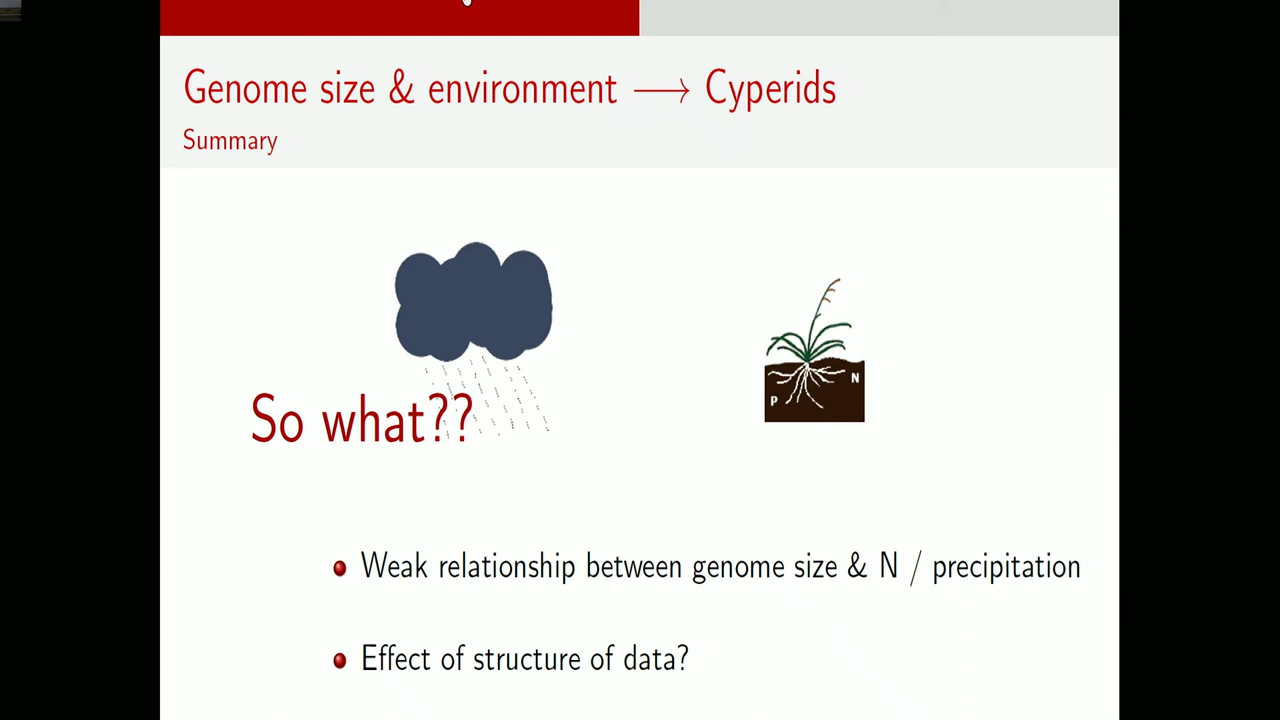 Genome size & environment ⟶ Cyperids
Summary
N
P
So what??
Weak relationship between genome size & N / precipitation
Effect of structure of data?